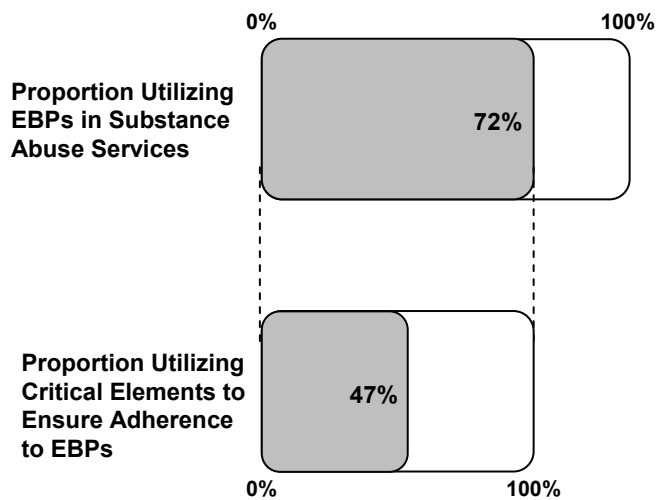 0% 100%
Proportion Utilizing
EBPs in Substance
Abuse Services
72%
Proportion Utilizing
Critical Elements to
Ensure Adherence
to EBPs
47%
0% 100%